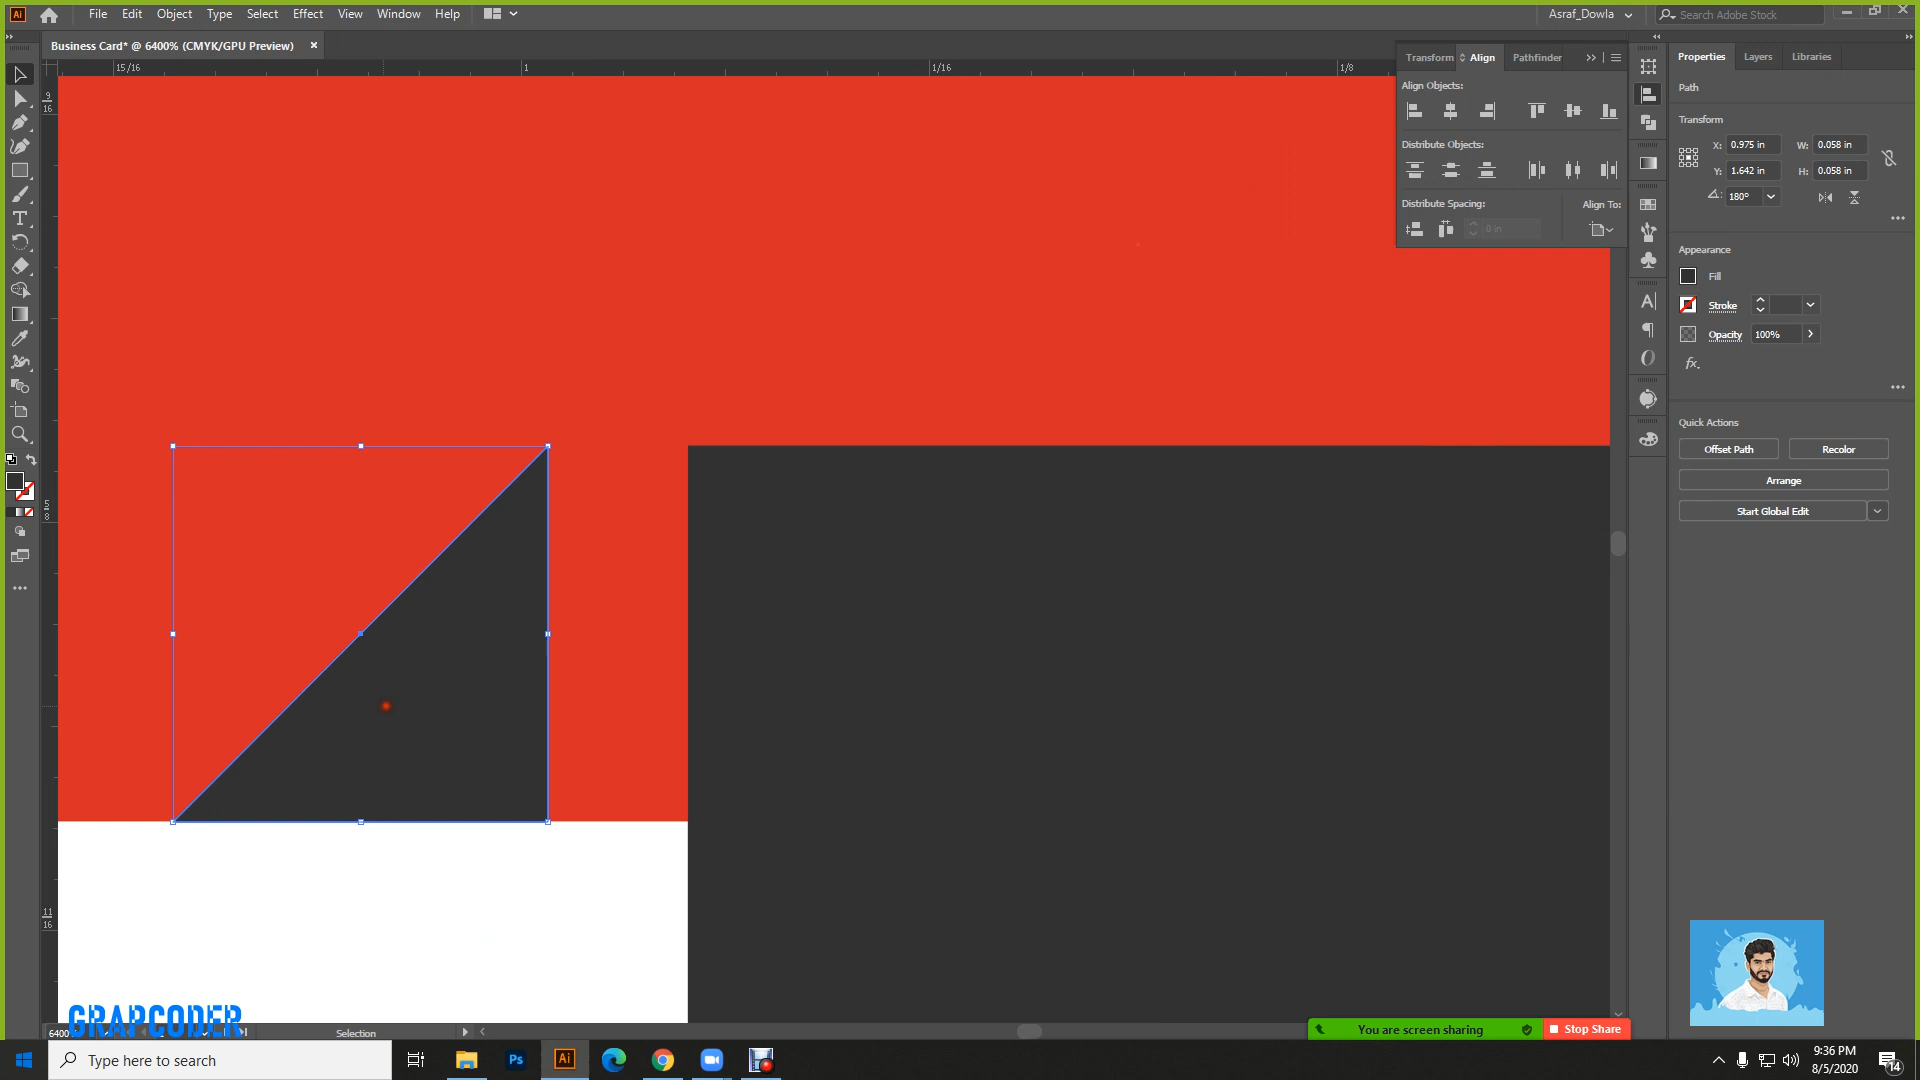 Ai File Edit Object Type Select Effect View Window Help Asraf_Dowla Search Adobe Stock
Business Card* @ 6400% (CMYK/GPU Preview) ×
15/16 1 1/16 1/8
9
16
5
8
11
16
Transform Align Pathfinder
Align Objects:
Distribute Objects:
Distribute Spacing: Align To:
0 in
Properties Layers Libraries
Path
Transform
X: 0.975 in W: 0.058 in
Y: 1.642 in H: 0.058 in
180°
Appearance
Fill
Stroke
Opacity 100%
fx.
Quick Actions
Offset Path Recolor
Arrange
Start Global Edit
GRAPCODER
6400 Selection
You are screen sharing Stop Share
Type here to search
Ps Ai
9:36 PM
8/5/2020
14